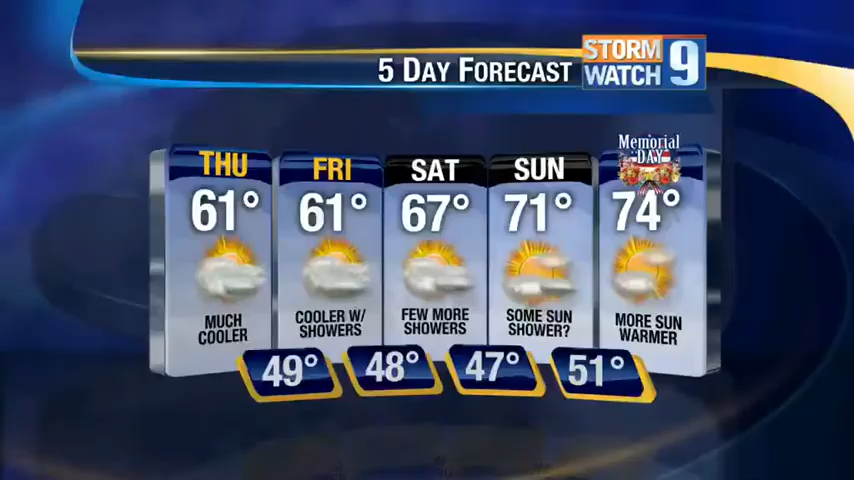 5 DAY FORECAST
STORM
WATCH 9
THU
61°
MUCH
COOLER
FRI
61°
COOLER W/
SHOWERS
SAT
67°
FEW MORE
SHOWERS
SUN
71°
SOME SUN
SHOWER?
Memorial
DAY
74°
MORE SUN
WARMER
49°
48°
47°
51°